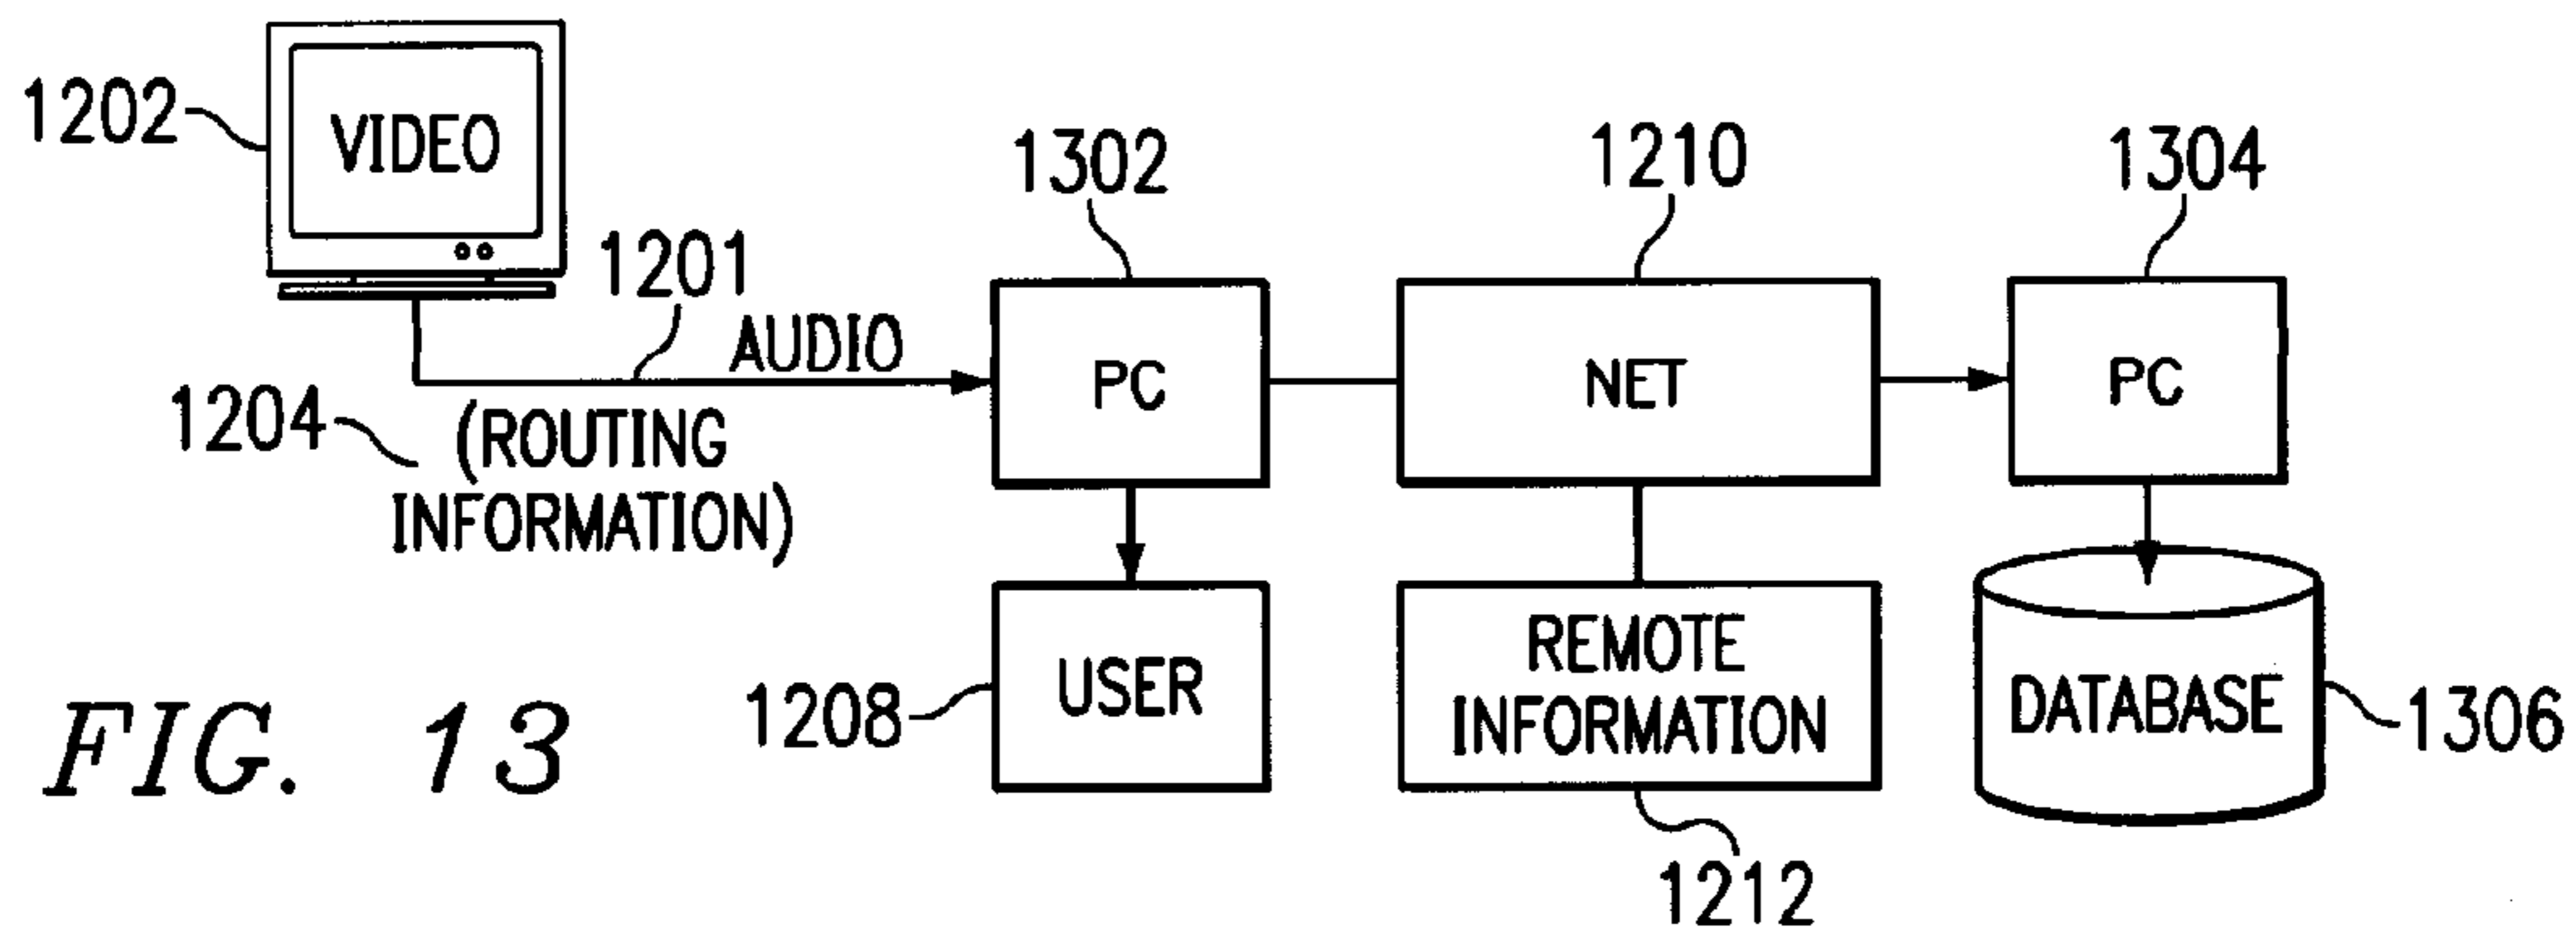 1202
VIDEO
1201
AUDIO
1204
(ROUTING
INFORMATION)
1302
PC
1208
USER
1210
NET
REMOTE
INFORMATION
1212
1304
PC
DATABASE
1306
FIG. 13